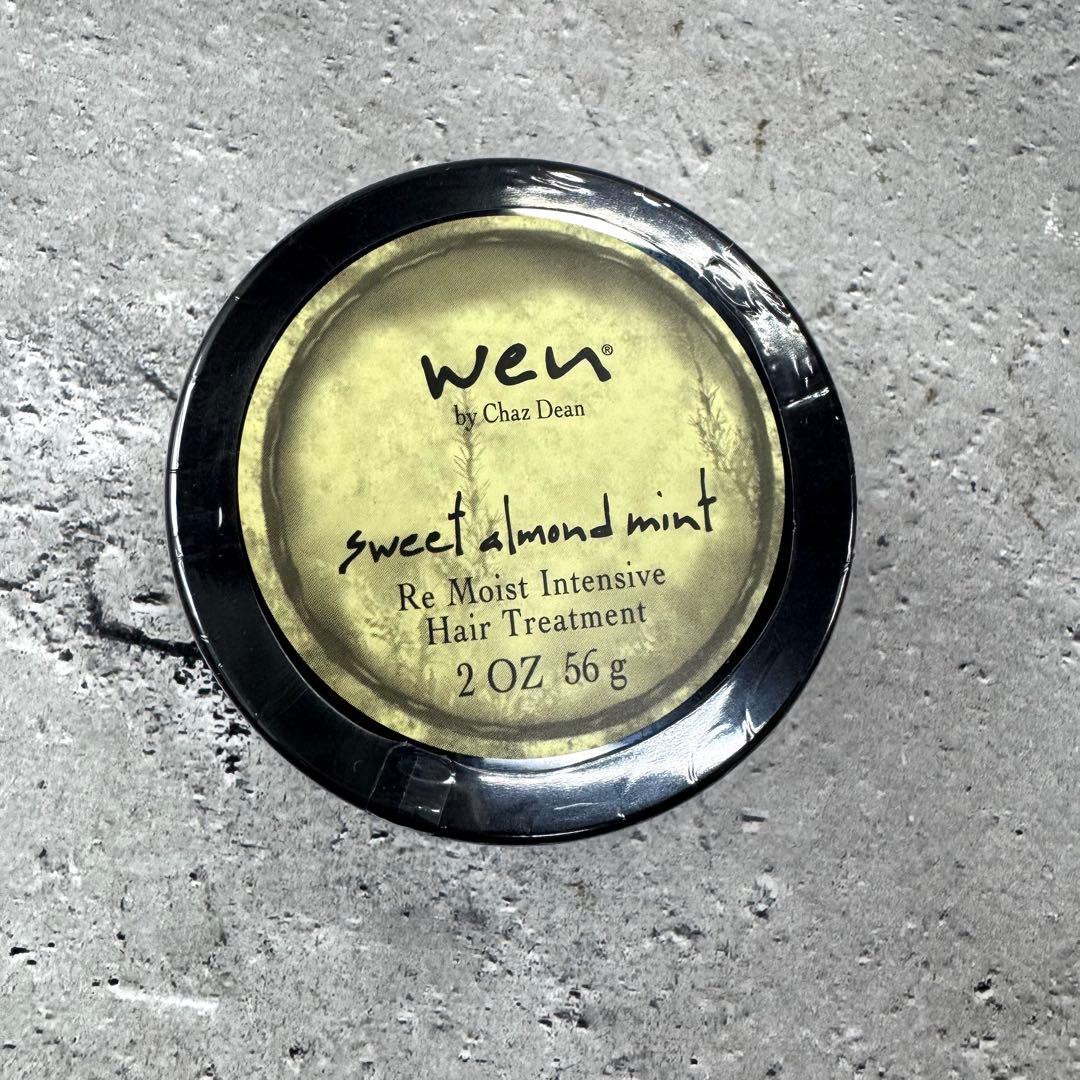 wen®
by Chaz Dean
sweet almond mint
Re Moist Intensive
Hair Treatment
2 OZ 56 g